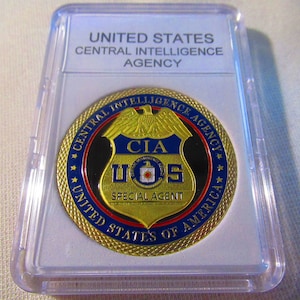 UNITED STATES
CENTRAL INTELLIGENCE
AGENCY
CENTRAL INTELLIGENCE AGENCY
CIA
U S
SPECIAL AGENT
UNITED STATES OF AMERICA